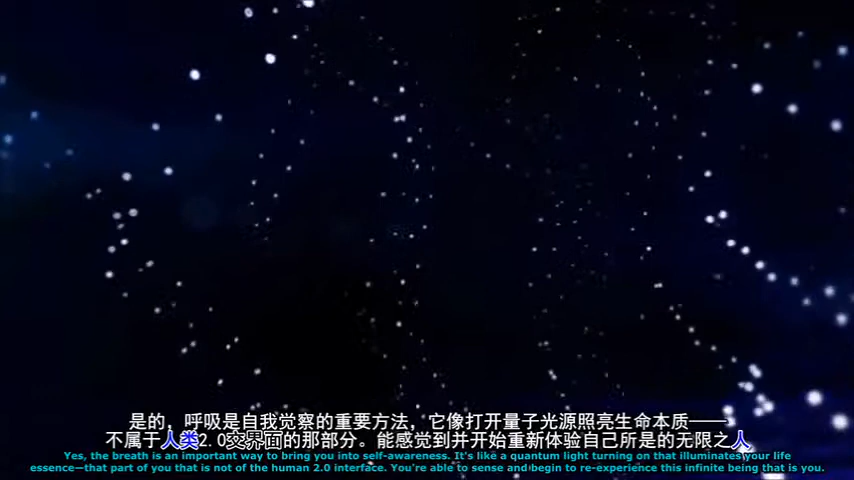 是的，呼吸是自我觉察的重要方法，它像打开量子光源照亮生命本质——
不属于人类2.0交界面的那部分。能感觉到并开始重新体验自己所是的无限之人
Yes, the breath is an important way to bring you into self-awareness. It's like a quantum light turning on that illuminates your life
essence—that part of you that is not of the human 2.0 interface. You're able to sense and begin to re-experience this infinite being that is you.